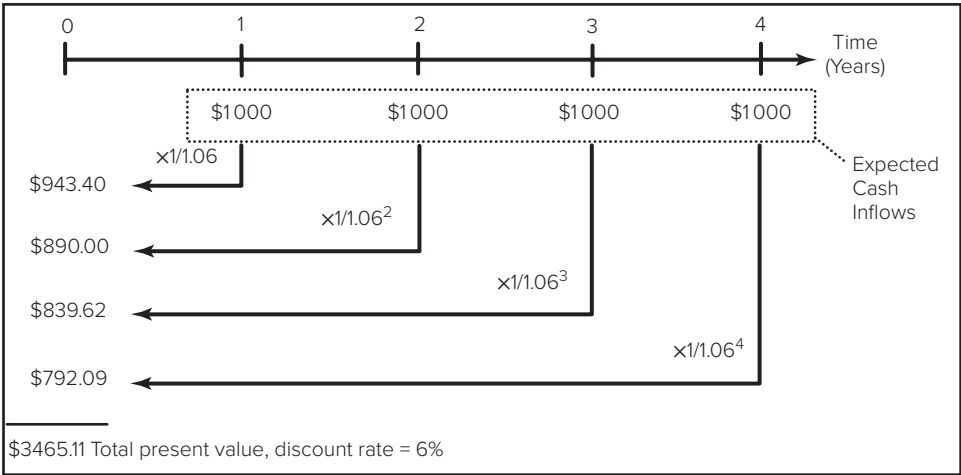 0 1 2 3 4
Time
(Years)
$1000 $1000 $1000 $1000
×1/1.06
Expected
Cash
Inflows
$943.40
×1/1.06²
$890.00
×1/1.06³
$839.62
×1/1.06⁴
$792.09
$3465.11 Total present value, discount rate = 6%